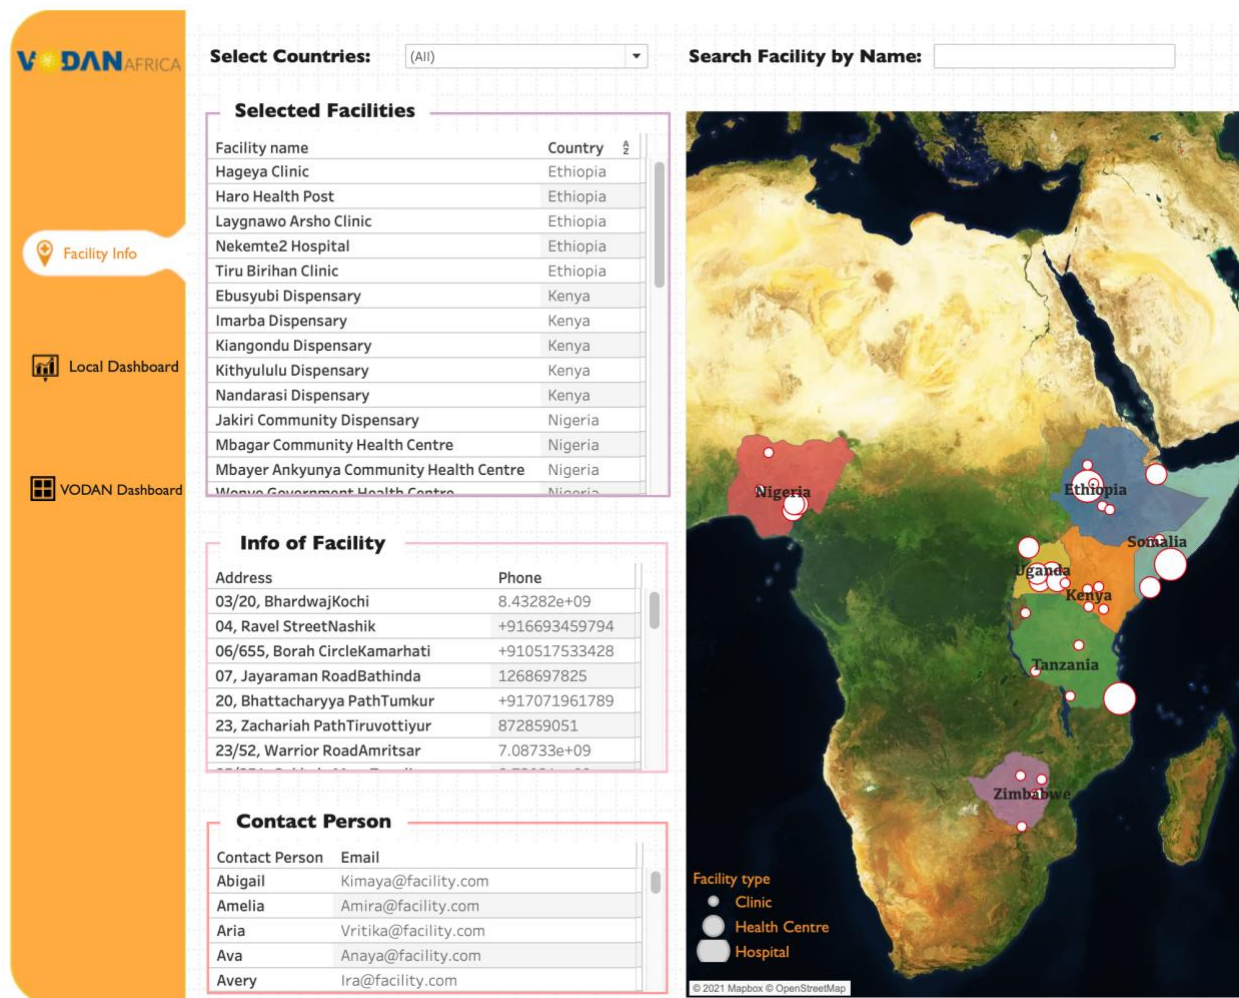 VODANAFRICA
Select Countries:
(All)
Search Facility by Name:
Facility Info
Local Dashboard
VODAN Dashboard
Selected Facilities
Facility name Country
Hageya Clinic Ethiopia
Haro Health Post Ethiopia
Laygnawo Arsho Clinic Ethiopia
Nekemte2 Hospital Ethiopia
Tiru Birihan Clinic Ethiopia
Ebusyubi Dispensary Kenya
Imarba Dispensary Kenya
Kiangondu Dispensary Kenya
Kithyululu Dispensary Kenya
Nandarasi Dispensary Kenya
Jakiri Community Dispensary Nigeria
Mbagar Community Health Centre Nigeria
Mbayer Ankyunya Community Health Centre Nigeria
Government Health Centre Nigeria
Info of Facility
Address Phone
03/20, BhardwajKochi 8.43282e+09
04, Ravel StreetNashik +916693459794
06/655, Borah CircleKamarhati +910517533428
07, Jayaraman RoadBathinda 1268697825
20, Bhattacharyya PathTumkur +917071961789
23, Zachariah PathTiruvottiyur 872859051
23/52, Warrior RoadAmritsar 7.08733e+09
Contact Person
Contact Person Email
Abigail Kimaya@facility.com
Amelia Amira@facility.com
Aria Vritika@facility.com
Ava Anaya@facility.com
Avery Ira@facility.com
Nigeria
Ethiopia
Somalia
Uganda
Kenya
Tanzania
Zimbabwe
Facility type
Clinic
Health Centre
Hospital
© 2021 Mapbox © OpenStreetMap